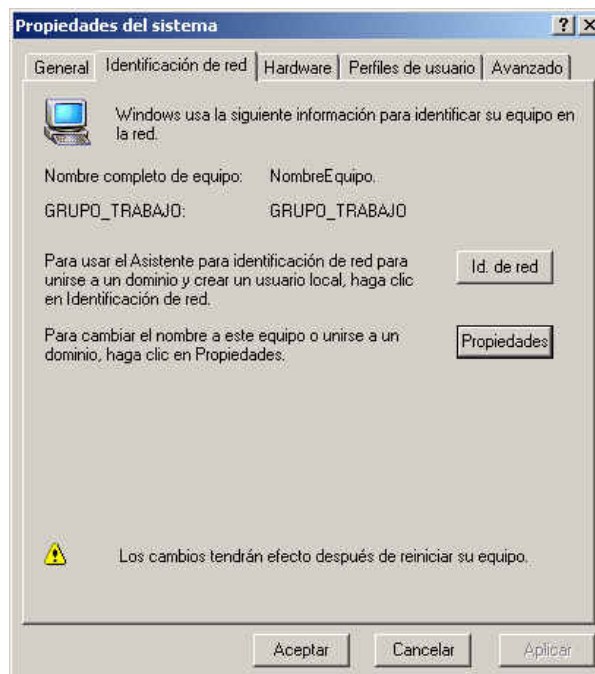 Propiedades del sistema
General Identificación de red Hardware Perfiles de usuario Avanzado
Windows usa la siguiente información para identificar su equipo en
la red.
Nombre completo de equipo: NombreEquipo.
GRUPO_TRABAJO: GRUPO_TRABAJO
Para usar el Asistente para identificación de red para
unirse a un dominio y crear un usuario local, haga clic
en Identificación de red.
Id. de red
Para cambiar el nombre a este equipo o unirse a un
dominio, haga clic en Propiedades.
Propiedades
Los cambios tendrán efecto después de reiniciar su equipo.
Aceptar Cancelar Aplicar